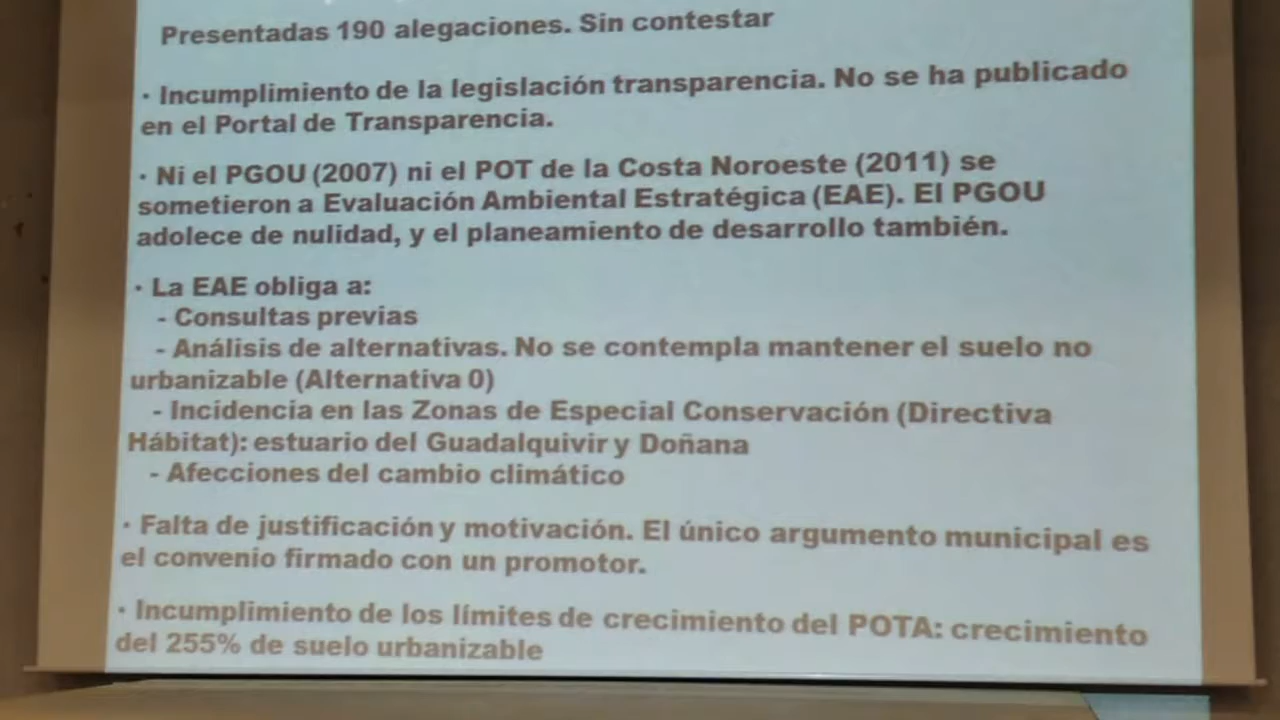 Presentadas 190 alegaciones. Sin contestar
· Incumplimiento de la legislación transparencia. No se ha publicado
en el Portal de Transparencia.
· Ni el PGOU (2007) ni el POT de la Costa Noroeste (2011) se
sometieron a Evaluación Ambiental Estratégica (EAE). El PGOU
adolece de nulidad, y el planeamiento de desarrollo también.
· La EAE obliga a:
- Consultas previas
- Análisis de alternativas. No se contempla mantener el suelo no
urbanizable (Alternativa 0)
- Incidencia en las Zonas de Especial Conservación (Directiva
Hábitat): estuario del Guadalquivir y Doñana
- Afecciones del cambio climático
· Falta de justificación y motivación. El único argumento municipal es
el convenio firmado con un promotor.
· Incumplimiento de los límites de crecimiento del POTA: crecimiento
del 255% de suelo urbanizable